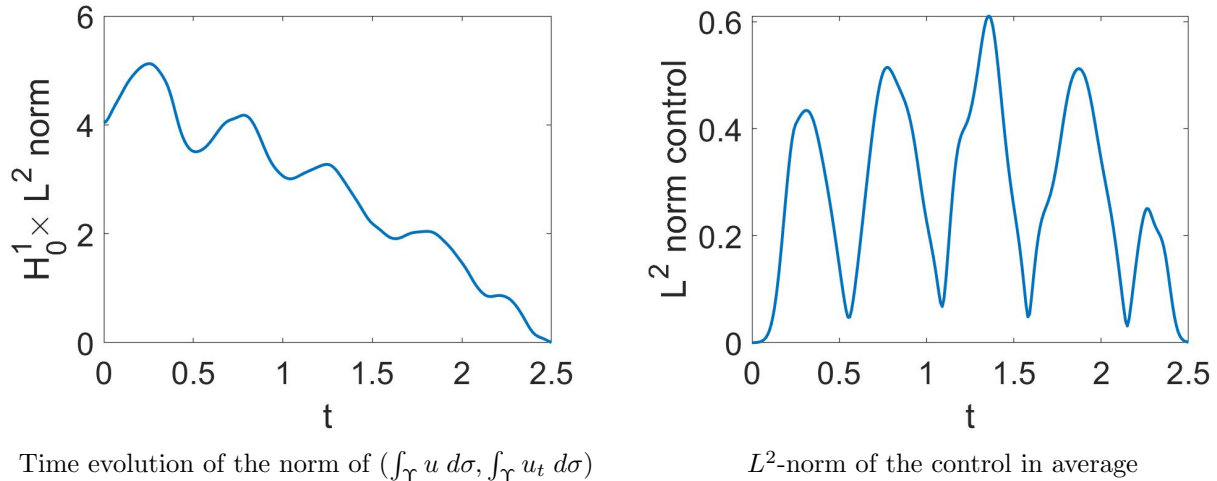 6
4
2
0
H_0^1 × L^2 norm
0 0.5 1 1.5 2 2.5
t
Time evolution of the norm of (∫_Υ u dσ, ∫_Υ u_t dσ)
0.6
0.4
0.2
0
L^2 norm control
0 0.5 1 1.5 2 2.5
t
L^2-norm of the control in average